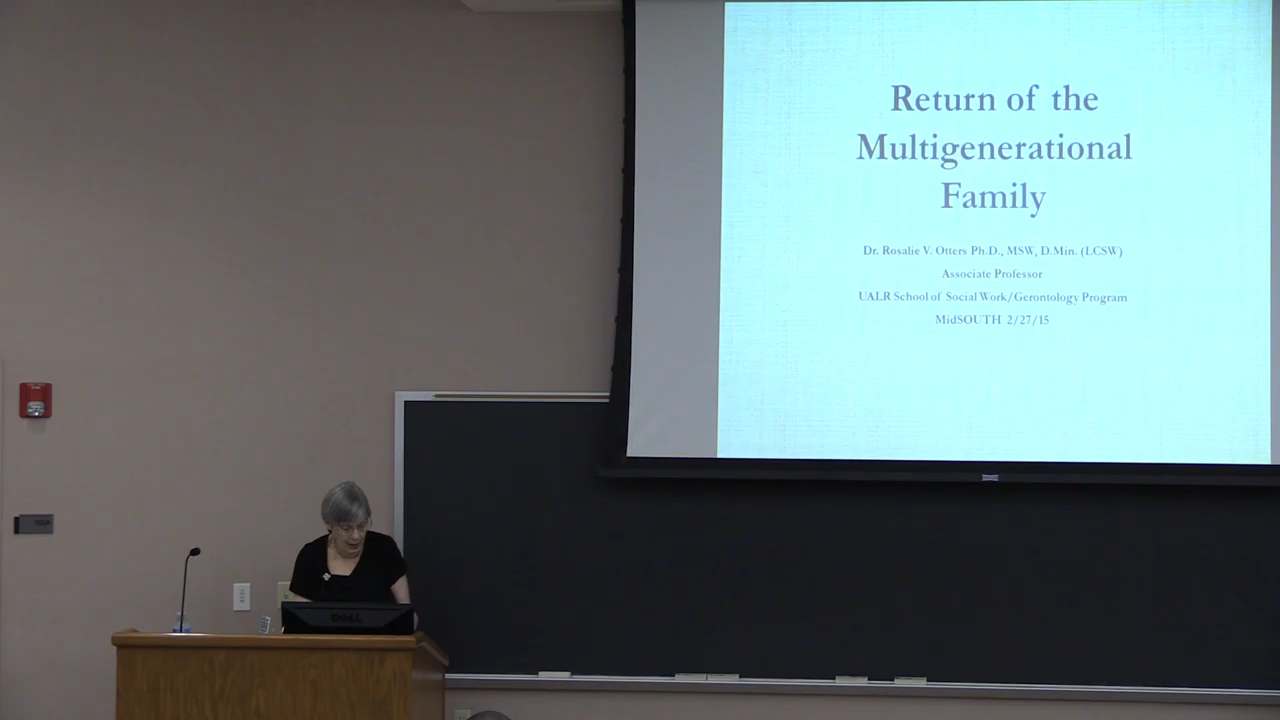 Return of the
Multigenerational
Family
Dr. Rosalie V. Otters Ph.D., MSW, D.Min. (LCSW)
Associate Professor
UALR School of Social Work/Gerontology Program
MidSOUTH 2/27/15
DELL